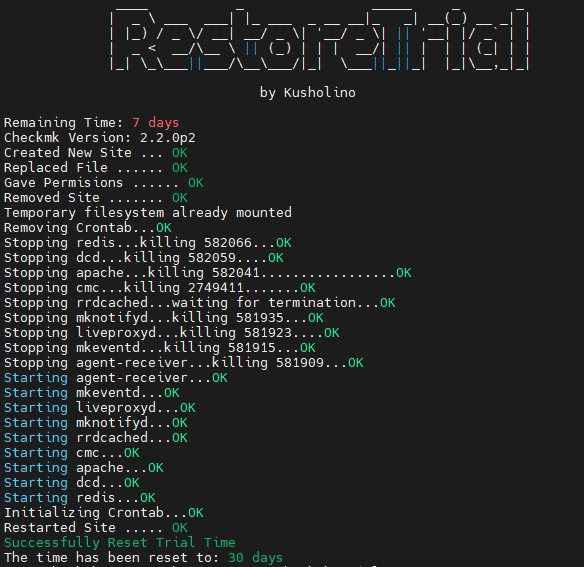 RestoreTrial
by Kusholino
Remaining Time: 7 days
Checkmk Version: 2.2.0p2
Created New Site ... OK
Replaced File ...... OK
Gave Permisions ...... OK
Removed Site ....... OK
Temporary filesystem already mounted
Removing Crontab...OK
Stopping redis...killing 582066...OK
Stopping dcd...killing 582059....OK
Stopping apache...killing 582041.................OK
Stopping cmc...killing 2749411.......OK
Stopping rrdcached...waiting for termination...OK
Stopping mknotifyd...killing 581935...OK
Stopping liveproxyd...killing 581923....OK
Stopping mkeventd...killing 581915...OK
Stopping agent-receiver...killing 581909...OK
Starting agent-receiver...OK
Starting mkeventd...OK
Starting liveproxyd...OK
Starting mknotifyd...OK
Starting rrdcached...OK
Starting cmc...OK
Starting apache...OK
Starting dcd...OK
Starting redis...OK
Initializing Crontab...OK
Restarted Site ..... OK
Successfully Reset Trial Time
The time has been reset to: 30 days